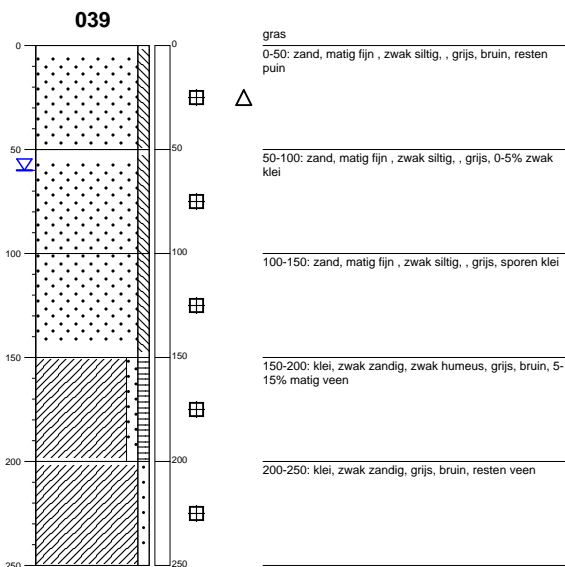 039
gras
0 0
0-50: zand, matig fijn , zwak siltig, , grijs, bruin, resten
puin
50 50
50-100: zand, matig fijn , zwak siltig, , grijs, 0-5% zwak
klei
100 100
100-150: zand, matig fijn , zwak siltig, , grijs, sporen klei
150 150
150-200: klei, zwak zandig, zwak humeus, grijs, bruin, 5-
15% matig veen
200 200
200-250: klei, zwak zandig, grijs, bruin, resten veen
250 250